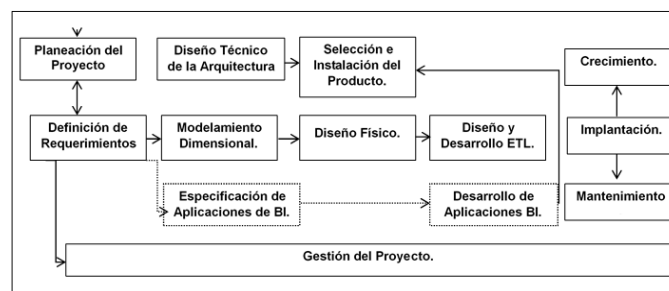 Planeación del
Proyecto
Diseño Técnico
de la Arquitectura
Selección e
Instalación del
Producto.
Crecimiento.
Definición de
Requerimientos
Modelamiento
Dimensional.
Diseño Físico.
Diseño y
Desarrollo ETL.
Implantación.
Especificación de
Aplicaciones de BI.
Desarrollo de
Aplicaciones BI.
Mantenimiento
Gestión del Proyecto.